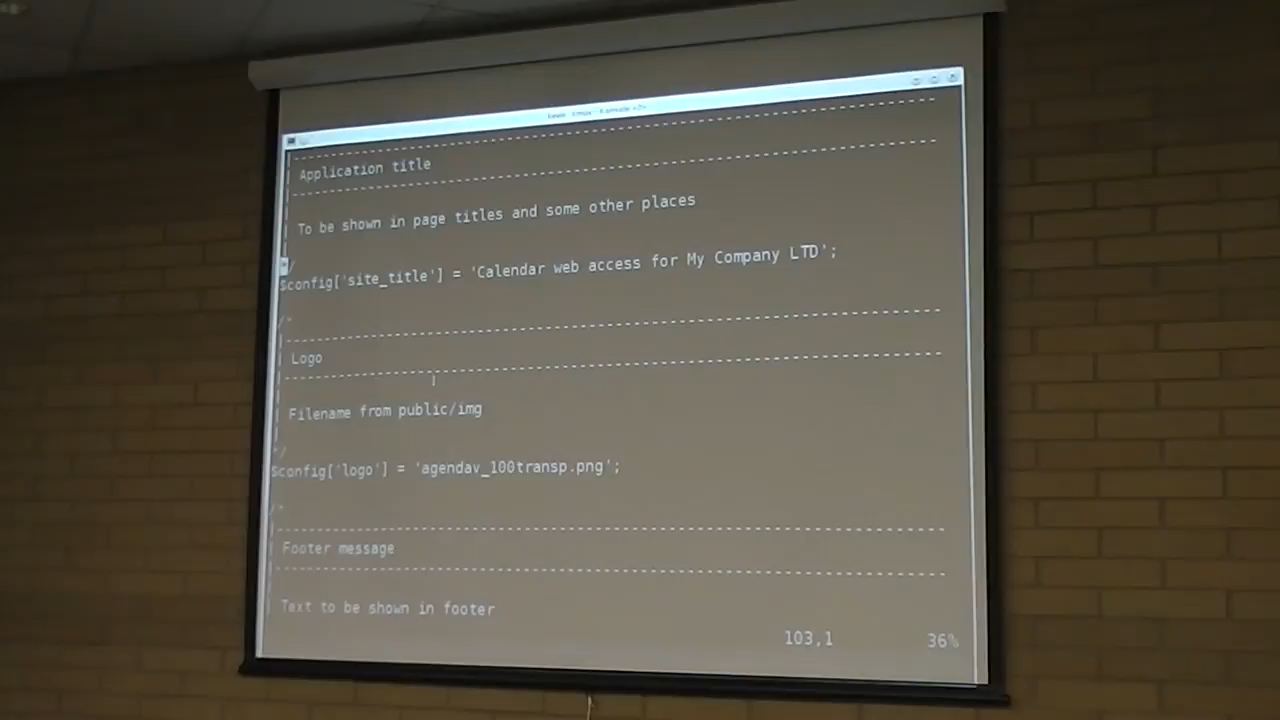 |---------------------------------------------------------------
| Application title
|---------------------------------------------------------------
|
| To be shown in page titles and some other places
|
*/
$config['site_title'] = 'Calendar web access for My Company LTD';
/*
|---------------------------------------------------------------
| Logo
|---------------------------------------------------------------
|
| Filename from public/img
|
*/
$config['logo'] = 'agendav_100transp.png';
/*
|---------------------------------------------------------------
| Footer message
|---------------------------------------------------------------
|
| Text to be shown in footer
103,1 36%